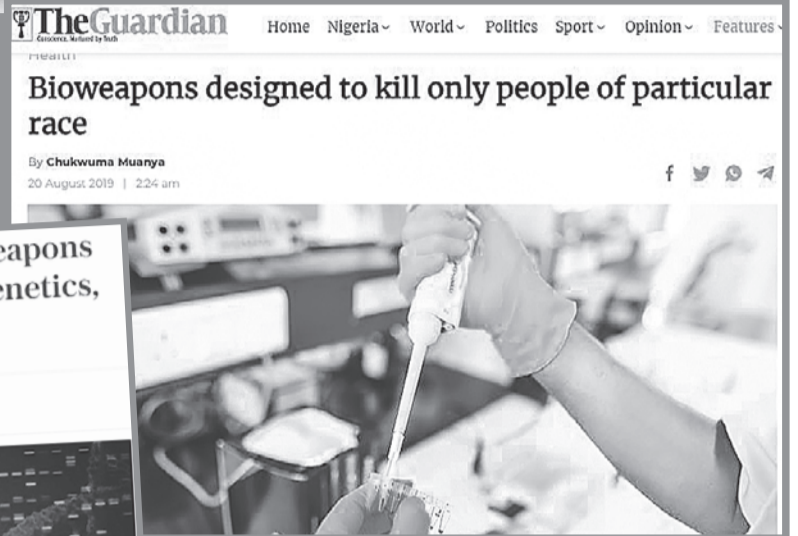 TheGuardian
Conscience, Nurtured by Truth
Home Nigeria World Politics Sport Opinion Features
Health
Bioweapons designed to kill only people of particular
race
By Chukwuma Muanya
20 August 2019 | 2:24 am
eapons
enetics,